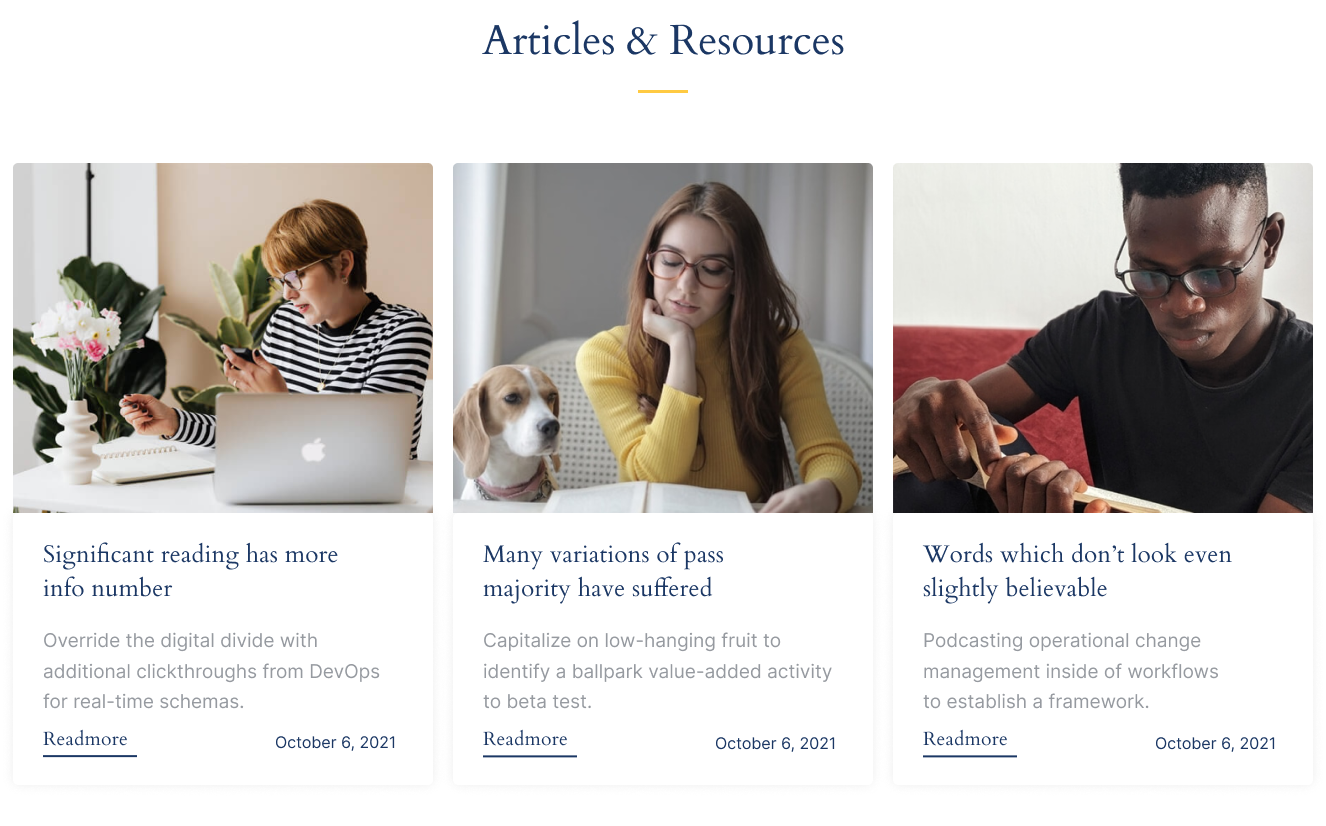 Articles & Resources
Significant reading has more
info number
Override the digital divide with
additional clickthroughs from DevOps
for real-time schemas.
Readmore
October 6, 2021
Many variations of pass
majority have suffered
Capitalize on low-hanging fruit to
identify a ballpark value-added activity
to beta test.
Readmore
October 6, 2021
Words which don’t look even
slightly believable
Podcasting operational change
management inside of workflows
to establish a framework.
Readmore
October 6, 2021